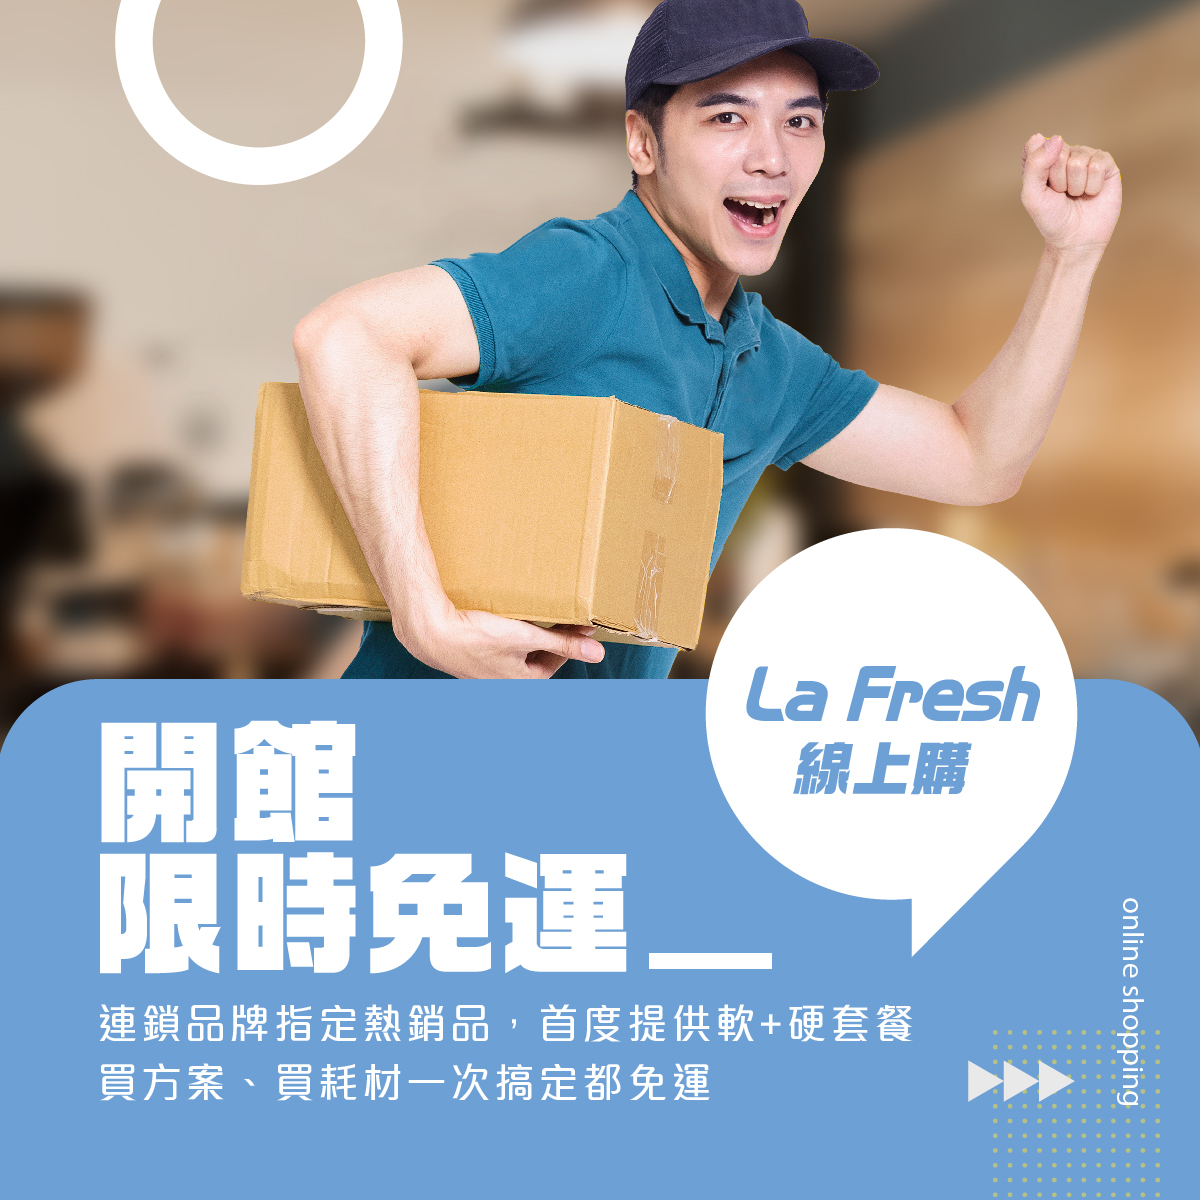 La Fresh
線上購
開館
限時免運__
連鎖品牌指定熱銷品，首度提供軟+硬套餐
買方案、買耗材一次搞定都免運
online shopping